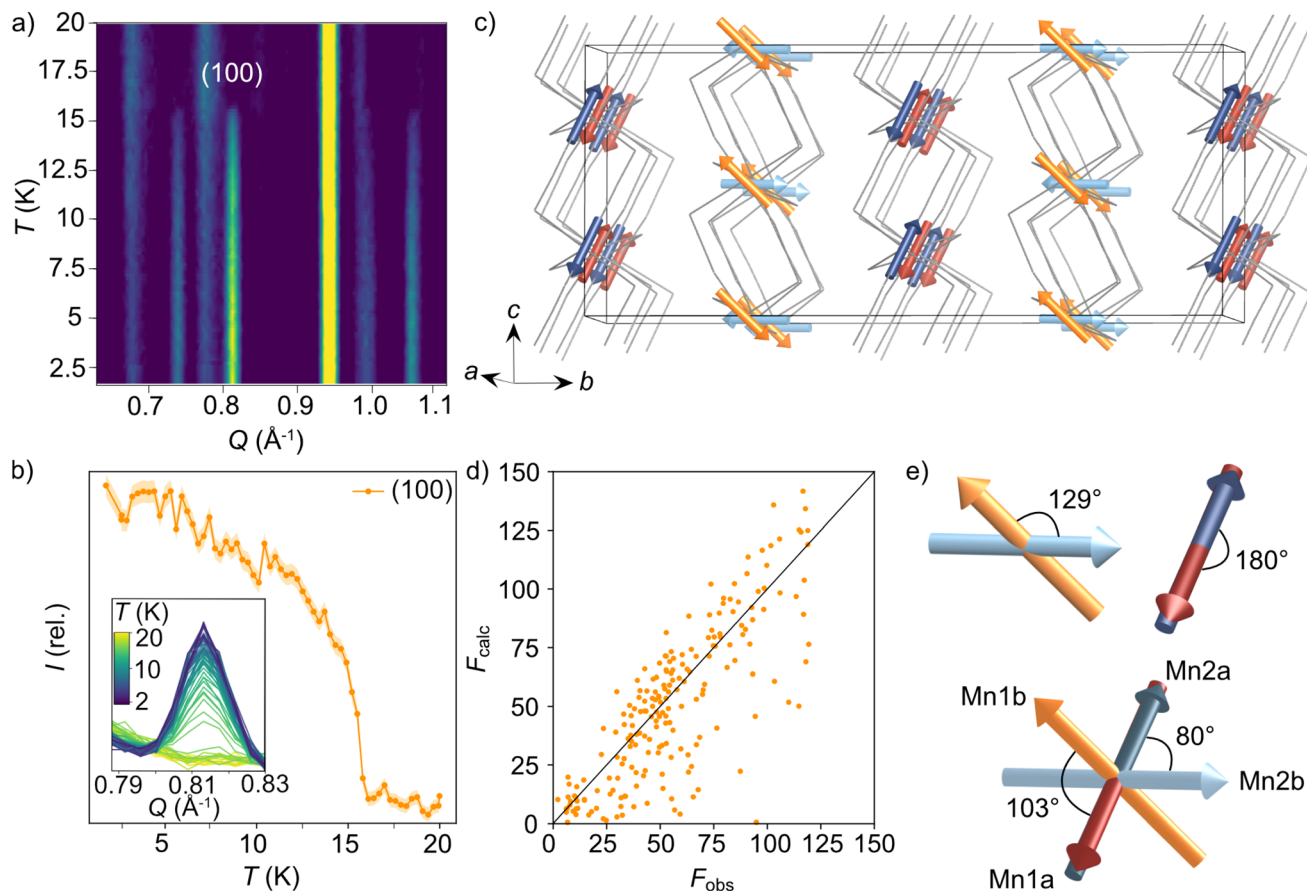 a)
20
17.5
15
12.5
10
7.5
5
2.5
T (K)
(100)
0.7 0.8 0.9 1.0 1.1
Q (Å-1)
c)
c
a
b
b)
I (rel.)
(100)
T (K)
20
10
2
0.79 0.81 0.83
Q (Å-1)
5 10 15 20
T (K)
d)
150
125
100
75
50
25
0
Fcalc
0 25 50 75 100 125 150
Fobs
e)
129°
180°
Mn2a
Mn1b
80°
Mn2b
103°
Mn1a